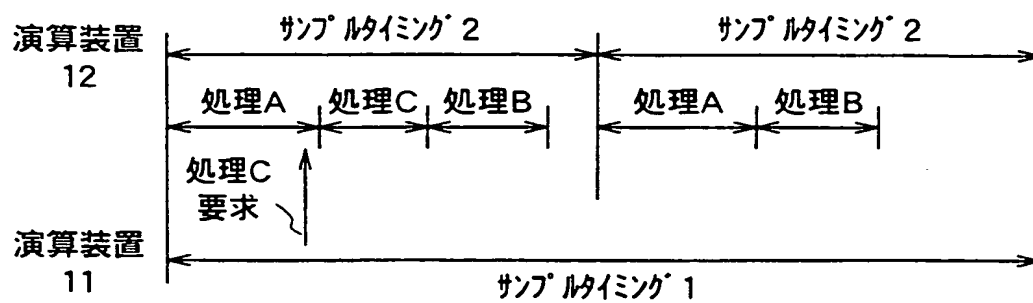 演算装置
12
サンプルタイミング2
サンプルタイミング2
処理A
処理C
処理B
処理A
処理B
処理C
要求
演算装置
11
サンプルタイミング1